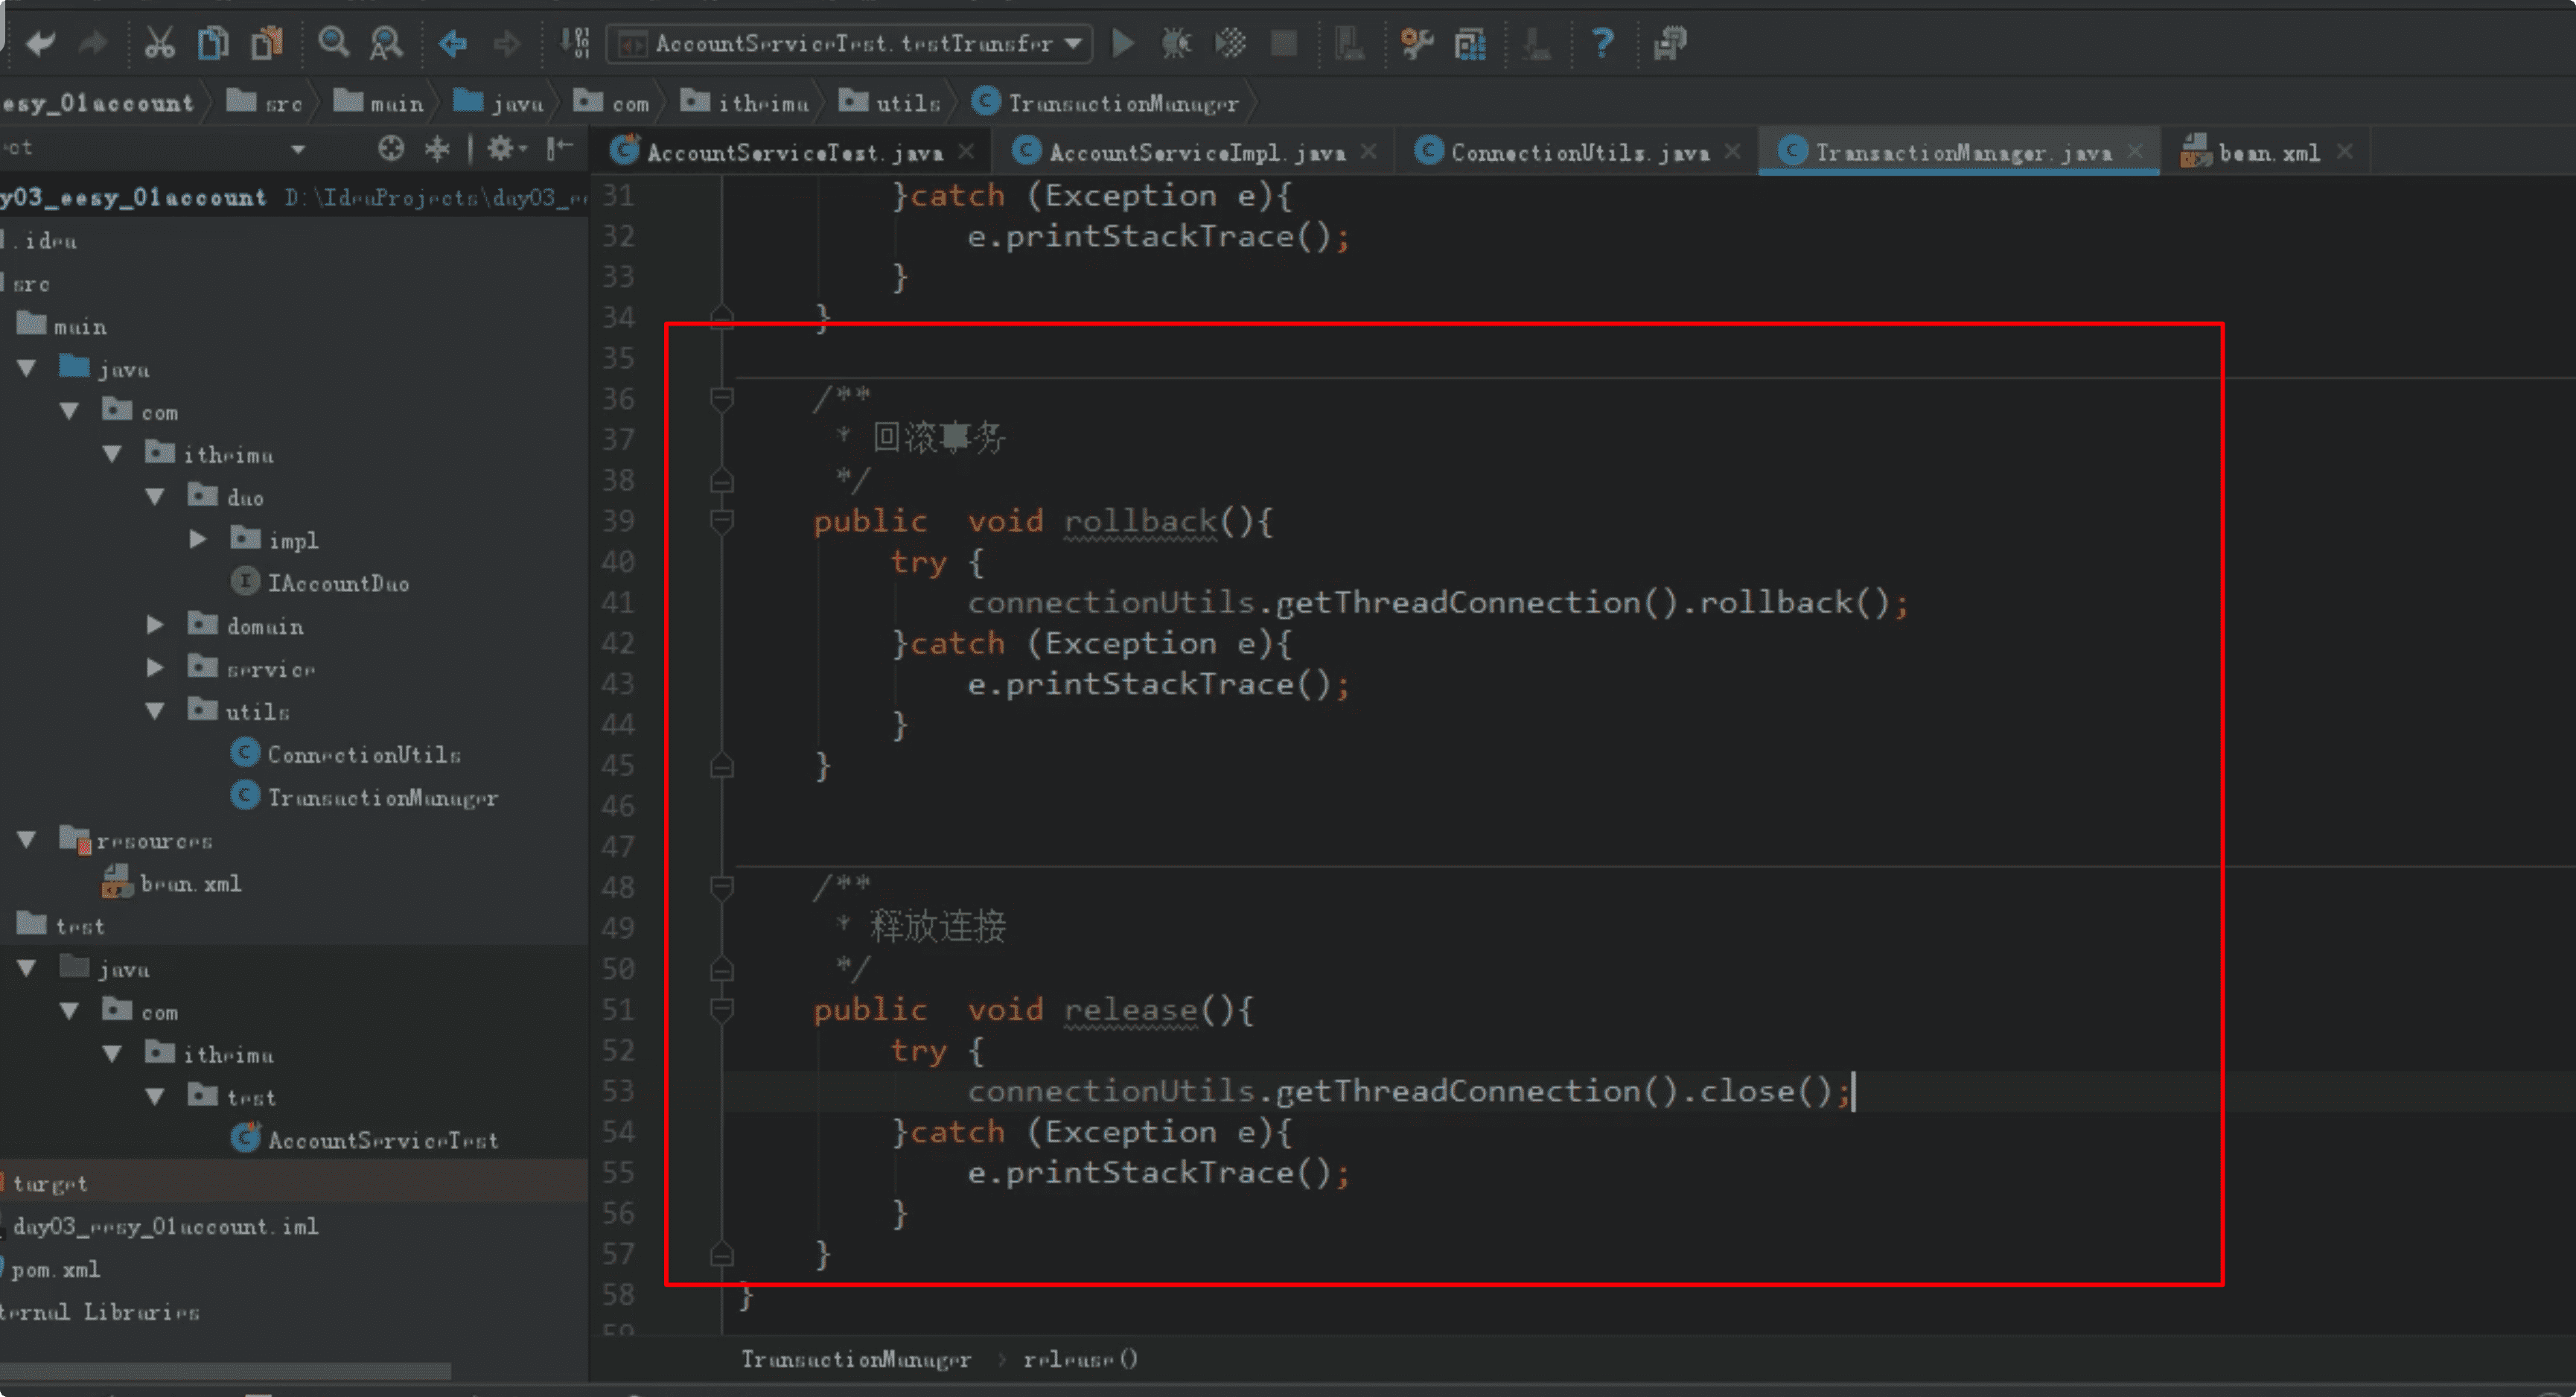 AccountServiceTest.testTransfer
eesy_01account src main java com itheima utils TransactionManager
AccountServiceTest.java AccountServiceImpl.java ConnectionUtils.java TransactionManager.java bean.xml
y03_eesy_01account D:\IdeaProjects\day03_ee
.idea
src
main
java
com
itheima
dao
impl
IAccountDao
domain
service
utils
ConnectionUtils
TransactionManager
resources
bean.xml
test
java
com
itheima
test
AccountServiceTest
target
day03_eesy_01account.iml
pom.xml
ternal Libraries
31 }catch (Exception e){
32 e.printStackTrace();
33 }
34 }
35
36 /**
37 * 回滚事务
38 */
39 public void rollback(){
40 try {
41 connectionUtils.getThreadConnection().rollback();
42 }catch (Exception e){
43 e.printStackTrace();
44 }
45 }
46
47
48 /**
49 * 释放连接
50 */
51 public void release(){
52 try {
53 connectionUtils.getThreadConnection().close();
54 }catch (Exception e){
55 e.printStackTrace();
56 }
57 }
58 }
59
TransactionManager release()